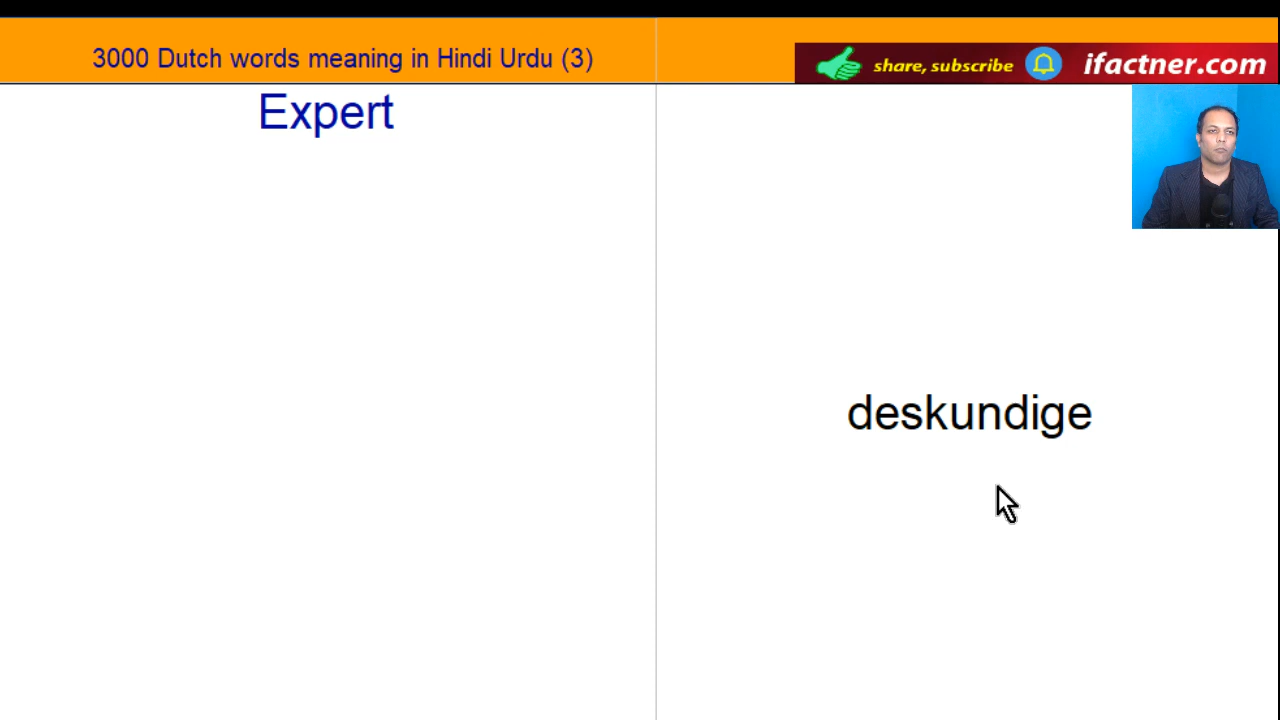 3000 Dutch words meaning in Hindi Urdu (3)
share, subscribe
ifactner.com
Expert
deskundige